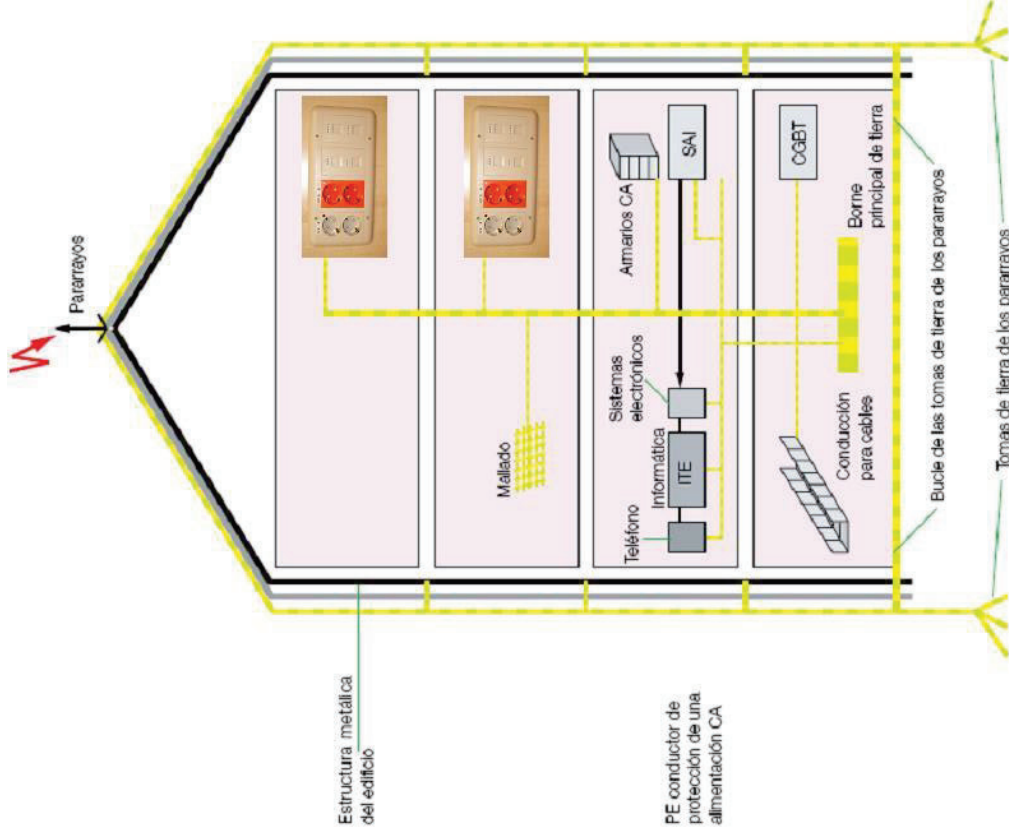 Pararrayos
Estructura metálica
del edificio
Mallado
Armarios CA
SAI
Sistemas
electrónicos
Informática
ITE
Teléfono
PE conductor de
protección de una
alimentación CA
CGBT
Borne
principal de tierra
Conducción
para cables
Bucle de las tomas de tierra de los pararrayos
Tomas de tierra de los pararrayos